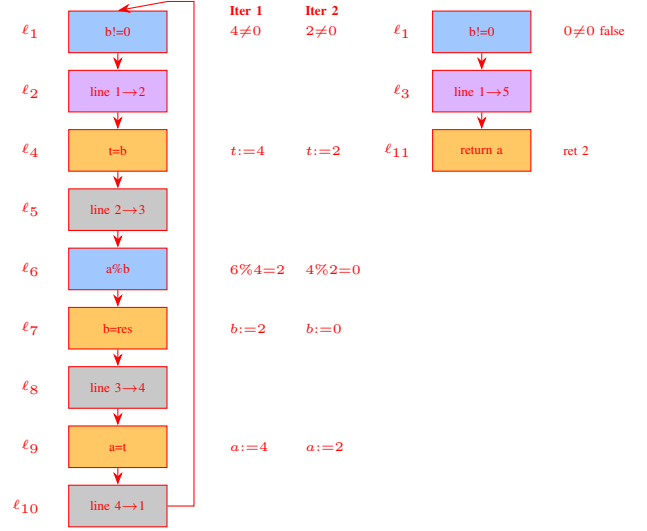 Iter 1 Iter 2
ℓ1 b!=0 4≠0 2≠0 ℓ1 b!=0 0≠0 false
ℓ2 line 1→2 ℓ3 line 1→5
ℓ4 t=b t:=4 t:=2 ℓ11 return a ret 2
ℓ5 line 2→3
ℓ6 a%b 6%4=2 4%2=0
ℓ7 b=res b:=2 b:=0
ℓ8 line 3→4
ℓ9 a=t a:=4 a:=2
ℓ10 line 4→1